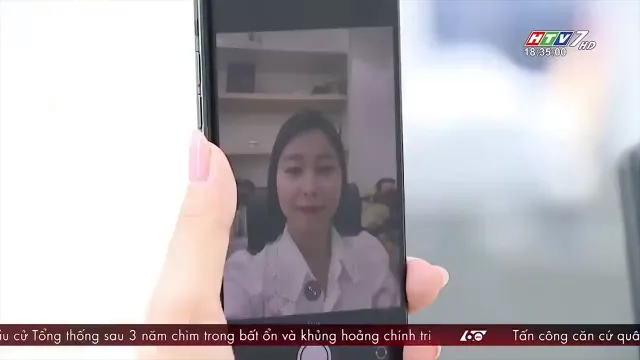 HTV7 HD
18:35:00
ầu cử Tổng thống sau 3 năm chìm trong bất ổn và khủng hoảng chính trị
60
Tấn công căn cứ quâ